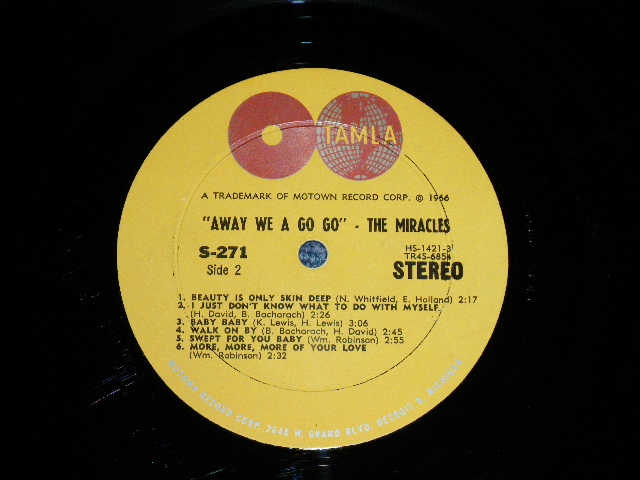 TAMLA
A TRADEMARK OF MOTOWN RECORD CORP. © 1966
"AWAY WE A GO GO" - THE MIRACLES
S-271
Side 2
HS-1421-3
TR4S-6854
STEREO
1. BEAUTY IS ONLY SKIN DEEP (N. Whitfield, E. Holland) 2:17
2. I JUST DON'T KNOW WHAT TO DO WITH MYSELF
(H. David, B. Bacharach) 2:26
3. BABY BABY (K. Lewis, H. Lewis) 3:06
4. WALK ON BY (B. Bacharach, H. David) 2:45
5. SWEPT FOR YOU BABY (Wm. Robinson) 2:55
6. MORE, MORE, MORE OF YOUR LOVE
(Wm. Robinson) 2:32
MOTOWN RECORD CORP. 2648 W. GRAND BLVD. DETROIT 8, MICHIGAN